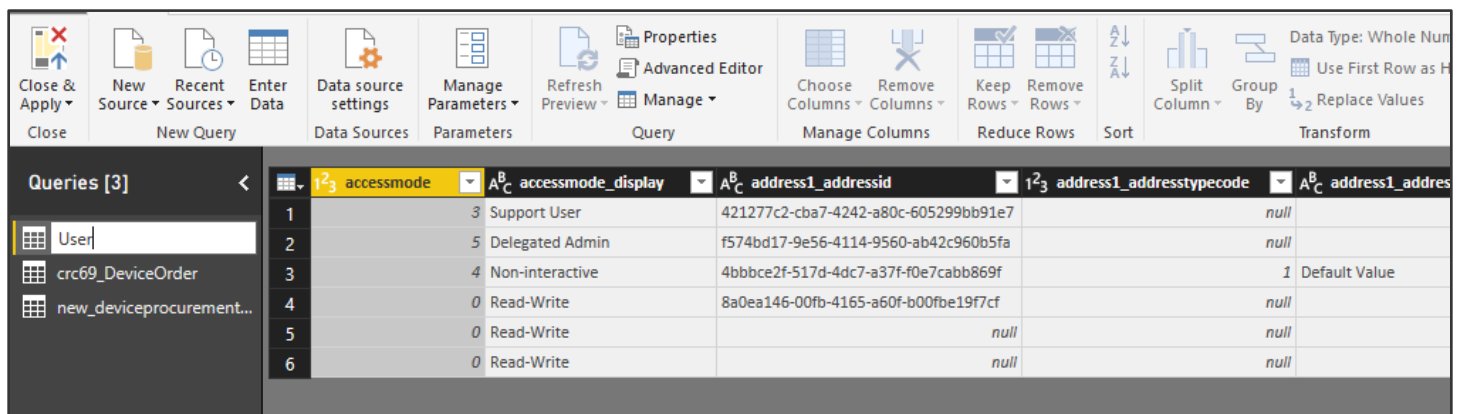 Close & Apply
New Source
Recent Sources
Enter Data
Data source settings
Manage Parameters
Refresh Preview
Properties
Advanced Editor
Manage
Choose Columns
Remove Columns
Keep Rows
Remove Rows
Split Column
Group By
Data Type: Whole Num
Use First Row as H
Replace Values
Close
New Query
Data Sources
Parameters
Query
Manage Columns
Reduce Rows
Sort
Transform
Queries [3]
User
crc69_DeviceOrder
new_deviceprocurement...
123 accessmode ABC accessmode_display ABC address1_addressid 123 address1_addresstypecode ABC address1_addres
1 3 Support User 421277c2-cba7-4242-a80c-605299bb91e7 null
2 5 Delegated Admin f574bd17-9e56-4114-9560-ab42c960b5fa null
3 4 Non-interactive 4bbbce2f-517d-4dc7-a37f-f0e7cabb869f 1 Default Value
4 0 Read-Write 8a0ea146-00fb-4165-a60f-b00fbe19f7cf null
5 0 Read-Write null null
6 0 Read-Write null null